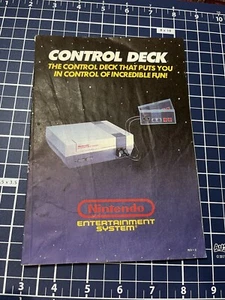 CONTROL DECK
THE CONTROL DECK THAT PUTS YOU
IN CONTROL OF INCREDIBLE FUN!
Nintendo
ENTERTAINMENT
SYSTEM